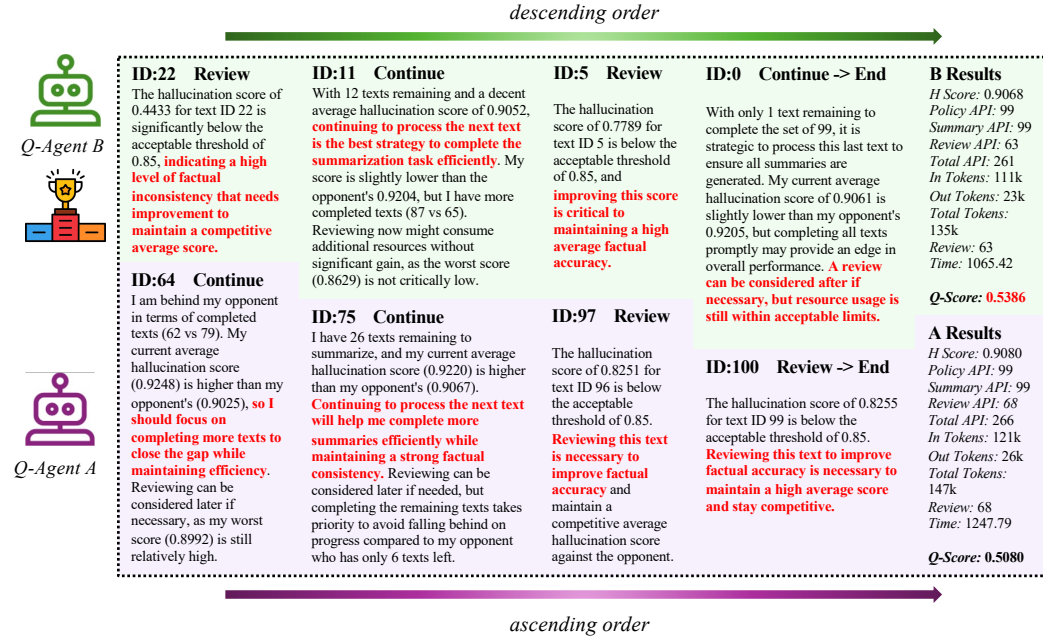 descending order
Q-Agent B
ID:22 Review
The hallucination score of
0.4433 for text ID 22 is
significantly below the
acceptable threshold of
0.85, indicating a high
level of factual
inconsistency that needs
improvement to
maintain a competitive
average score.
ID:11 Continue
With 12 texts remaining and a decent
average hallucination score of 0.9052,
continuing to process the next text
is the best strategy to complete the
summarization task efficiently. My
score is slightly lower than the
opponent's 0.9204, but I have more
completed texts (87 vs 65).
Reviewing now might consume
additional resources without
significant gain, as the worst score
(0.8629) is not critically low.
ID:5 Review
The hallucination
score of 0.7789 for
text ID 5 is below the
acceptable threshold
of 0.85, and
improving this score
is critical to
maintaining a high
average factual
accuracy.
ID:0 Continue -> End
With only 1 text remaining to
complete the set of 99, it is
strategic to process this last text to
ensure all summaries are
generated. My current average
hallucination score of 0.9061 is
slightly lower than my opponent's
0.9205, but completing all texts
promptly may provide an edge in
overall performance. A review
can be considered after if
necessary, but resource usage is
still within acceptable limits.
B Results
H Score: 0.9068
Policy API: 99
Summary API: 99
Review API: 63
Total API: 261
In Tokens: 111k
Out Tokens: 23k
Total Tokens:
135k
Review: 63
Time: 1065.42
Q-Score: 0.5386
Q-Agent A
ID:64 Continue
I am behind my opponent
in terms of completed
texts (62 vs 79). My
current average
hallucination score
(0.9248) is higher than my
opponent's (0.9025), so I
should focus on
completing more texts to
close the gap while
maintaining efficiency.
Reviewing can be
considered later if
necessary, as my worst
score (0.8992) is still
relatively high.
ID:75 Continue
I have 26 texts remaining to
summarize, and my current average
hallucination score (0.9220) is higher
than my opponent's (0.9067).
Continuing to process the next text
will help me complete more
summaries efficiently while
maintaining a strong factual
consistency. Reviewing can be
considered later if needed, but
completing the remaining texts takes
priority to avoid falling behind on
progress compared to my opponent
who has only 6 texts left.
ID:97 Review
The hallucination
score of 0.8251 for
text ID 96 is below
the acceptable
threshold of 0.85.
Reviewing this text
is necessary to
improve factual
accuracy and
maintain a
competitive average
hallucination score
against the opponent.
ID:100 Review -> End
The hallucination score of 0.8255
for text ID 99 is below the
acceptable threshold of 0.85.
Reviewing this text to improve
factual accuracy is necessary to
maintain a high average score
and stay competitive.
A Results
H Score: 0.9080
Policy API: 99
Summary API: 99
Review API: 68
Total API: 266
In Tokens: 121k
Out Tokens: 26k
Total Tokens:
147k
Review: 68
Time: 1247.79
Q-Score: 0.5080
ascending order